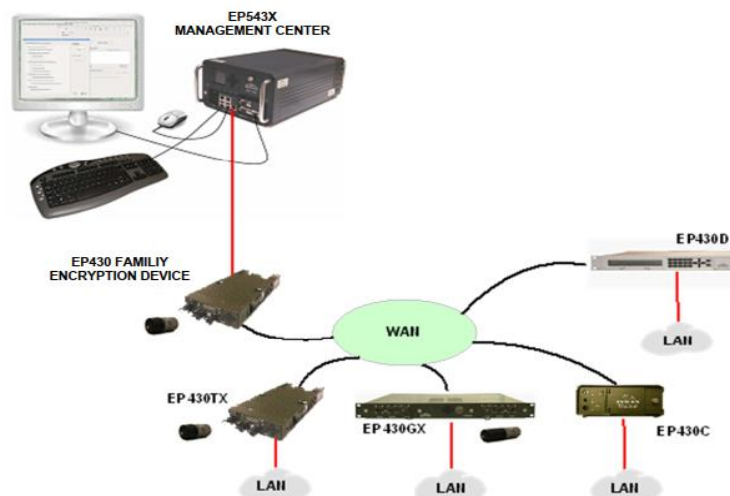 EP543X
MANAGEMENT CENTER
EP430 FAMILIY
ENCRYPTION DEVICE
EP430D
WAN
LAN
EP430TX
EP430GX
EP430C
LAN
LAN
LAN